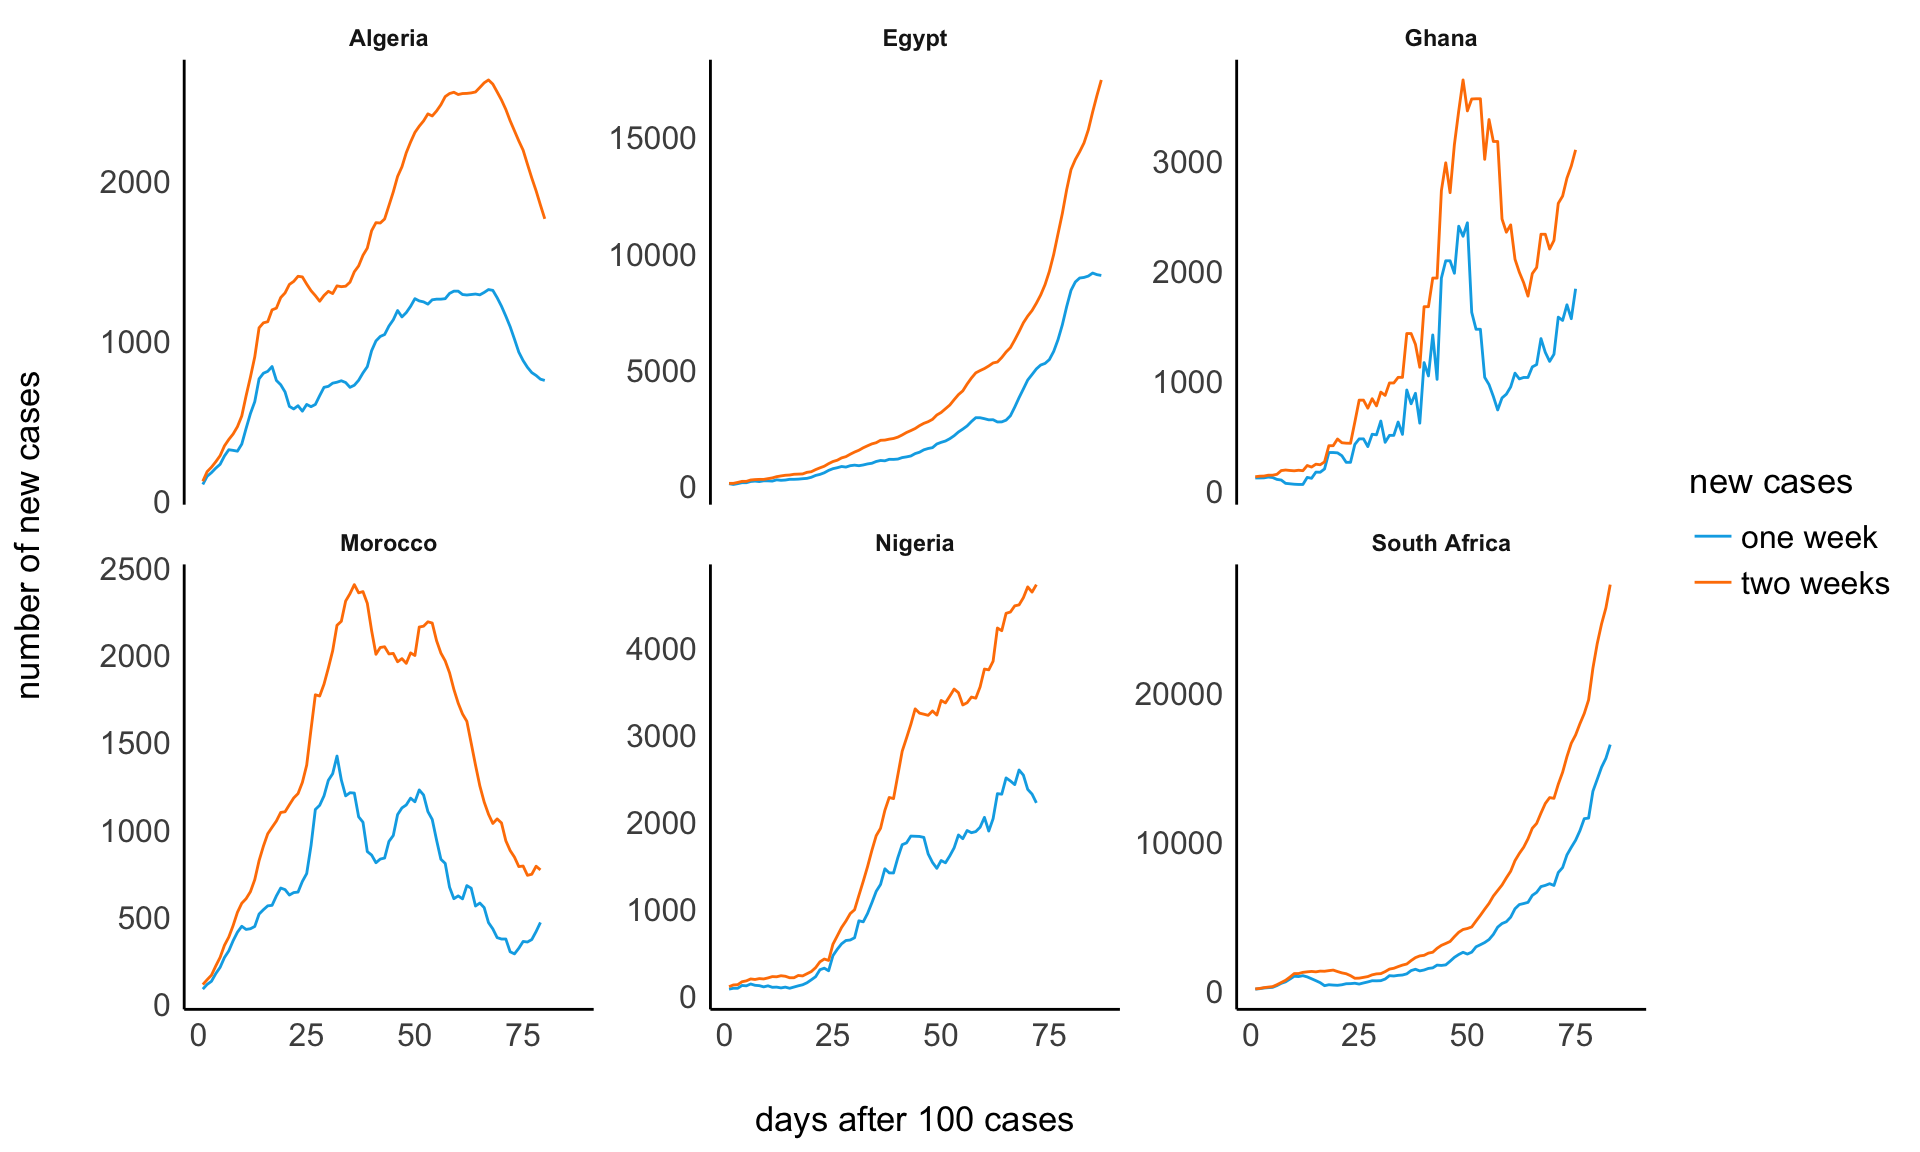 Algeria
Egypt
Ghana
2000
1000
0
15000
10000
5000
0
3000
2000
1000
0
number of new cases
Morocco
Nigeria
South Africa
2500
2000
1500
1000
500
0
4000
3000
2000
1000
0
20000
10000
0
0 25 50 75
0 25 50 75
0 25 50 75
days after 100 cases
new cases
one week
two weeks